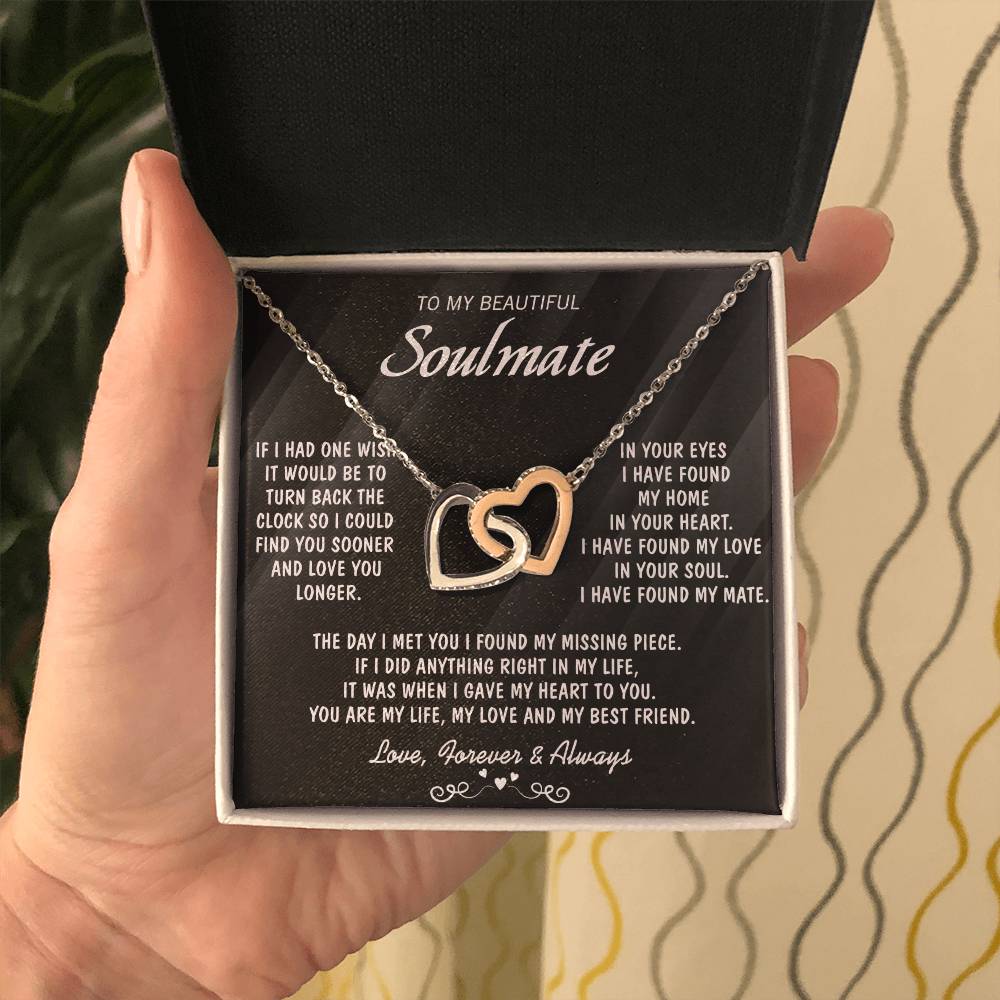 TO MY BEAUTIFUL
Soulmate
IF I HAD ONE WISH
IT WOULD BE TO
TURN BACK THE
CLOCK SO I COULD
FIND YOU SOONER
AND LOVE YOU
LONGER.
IN YOUR EYES
I HAVE FOUND
MY HOME
IN YOUR HEART.
I HAVE FOUND MY LOVE
IN YOUR SOUL.
I HAVE FOUND MY MATE.
THE DAY I MET YOU I FOUND MY MISSING PIECE.
IF I DID ANYTHING RIGHT IN MY LIFE,
IT WAS WHEN I GAVE MY HEART TO YOU.
YOU ARE MY LIFE, MY LOVE AND MY BEST FRIEND.
Love, Forever & Always